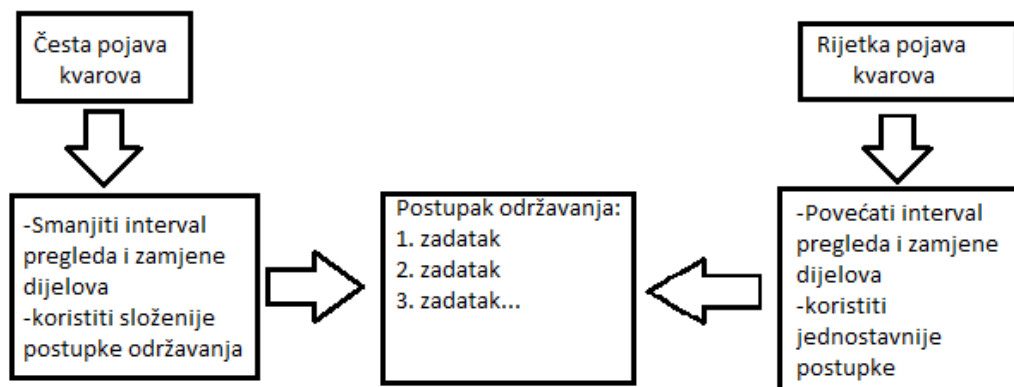 Česta pojava
kvarova
Rijetka pojava
kvarova
-Smanjiti interval
pregleda i zamjene
dijelova
-koristiti složenije
postupke održavanja
Postupak održavanja:
1. zadatak
2. zadatak
3. zadatak...
-Povećati interval
pregleda i zamjene
dijelova
-koristiti
jednostavnije
postupke